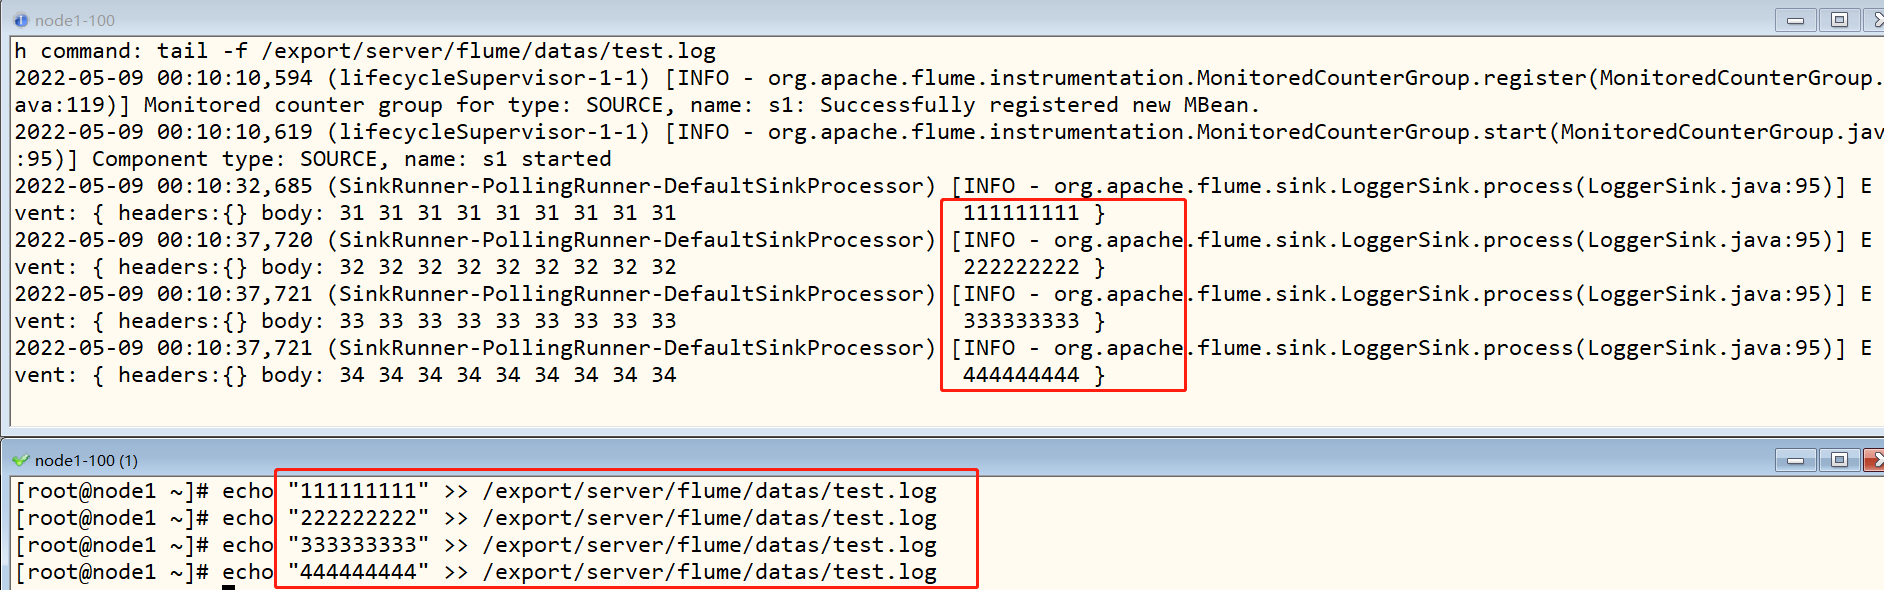 node1-100
h command: tail -f /export/server/flume/datas/test.log
2022-05-09 00:10:10,594 (lifecycleSupervisor-1-1) [INFO - org.apache.flume.instrumentation.MonitoredCounterGroup.register(MonitoredCounterGroup.
ava:119)] Monitored counter group for type: SOURCE, name: s1: Successfully registered new MBean.
2022-05-09 00:10:10,619 (lifecycleSupervisor-1-1) [INFO - org.apache.flume.instrumentation.MonitoredCounterGroup.start(MonitoredCounterGroup.jav
:95)] Component type: SOURCE, name: s1 started
2022-05-09 00:10:32,685 (SinkRunner-PollingRunner-DefaultSinkProcessor) [INFO - org.apache.flume.sink.LoggerSink.process(LoggerSink.java:95)] E
vent: { headers:{} body: 31 31 31 31 31 31 31 31 31 111111111 }
2022-05-09 00:10:37,720 (SinkRunner-PollingRunner-DefaultSinkProcessor) [INFO - org.apache.flume.sink.LoggerSink.process(LoggerSink.java:95)] E
vent: { headers:{} body: 32 32 32 32 32 32 32 32 32 222222222 }
2022-05-09 00:10:37,721 (SinkRunner-PollingRunner-DefaultSinkProcessor) [INFO - org.apache.flume.sink.LoggerSink.process(LoggerSink.java:95)] E
vent: { headers:{} body: 33 33 33 33 33 33 33 33 33 333333333 }
2022-05-09 00:10:37,721 (SinkRunner-PollingRunner-DefaultSinkProcessor) [INFO - org.apache.flume.sink.LoggerSink.process(LoggerSink.java:95)] E
vent: { headers:{} body: 34 34 34 34 34 34 34 34 34 444444444 }
node1-100 (1)
[root@node1 ~]# echo "111111111" >> /export/server/flume/datas/test.log
[root@node1 ~]# echo "222222222" >> /export/server/flume/datas/test.log
[root@node1 ~]# echo "333333333" >> /export/server/flume/datas/test.log
[root@node1 ~]# echo "444444444" >> /export/server/flume/datas/test.log